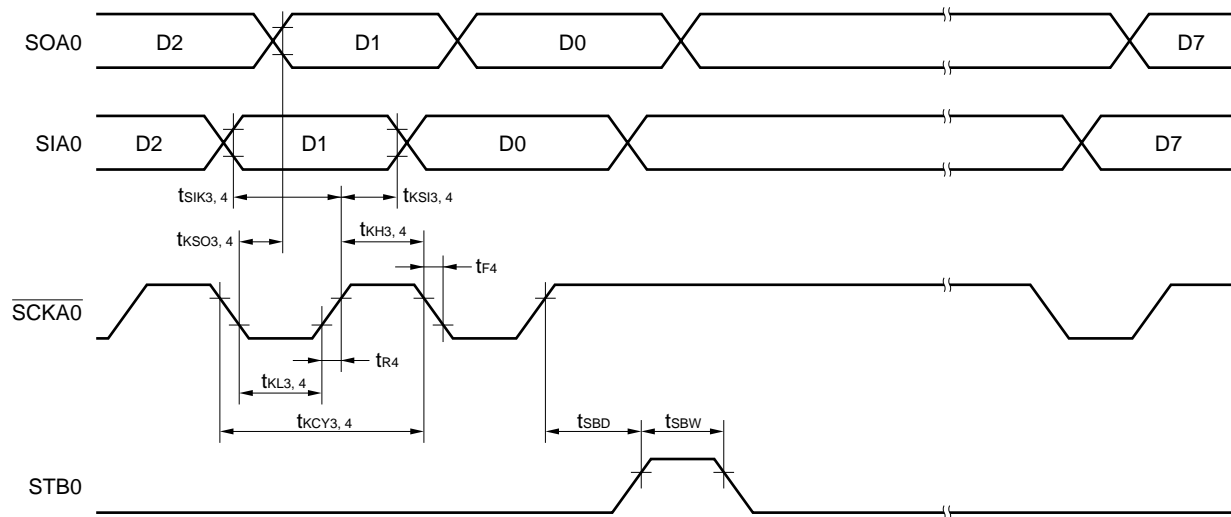 SOA0 D2 D1 D0 D7
SIA0 D2 D1 D0 D7
tSIK3, 4 tKSI3, 4
tKSO3, 4 tKH3, 4
tF4
SCKA0
tR4
tKL3, 4
tKCY3, 4 tSBD tSBW
STB0